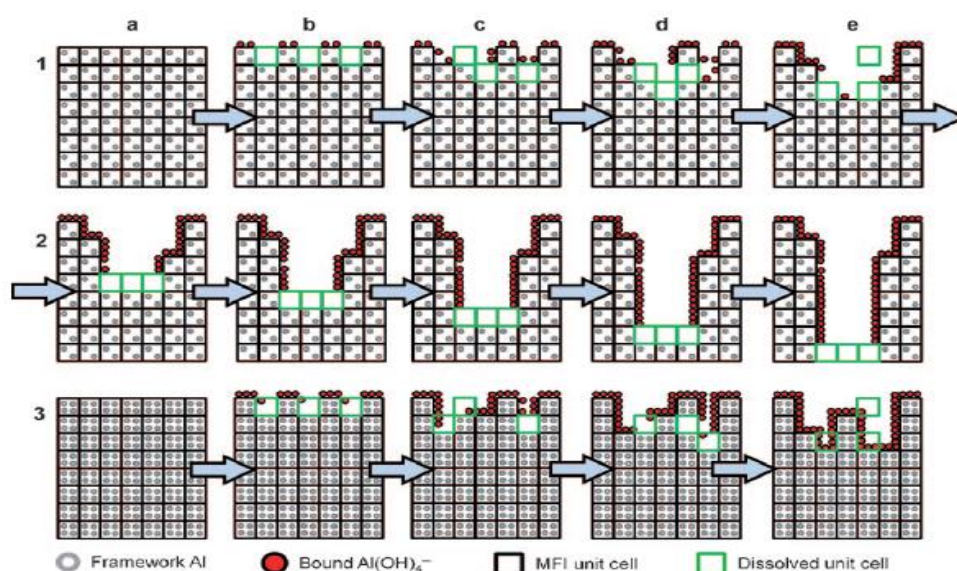 a b c d e
1
2
3
Framework Al Bound Al(OH)₄⁻ MFI unit cell Dissolved unit cell